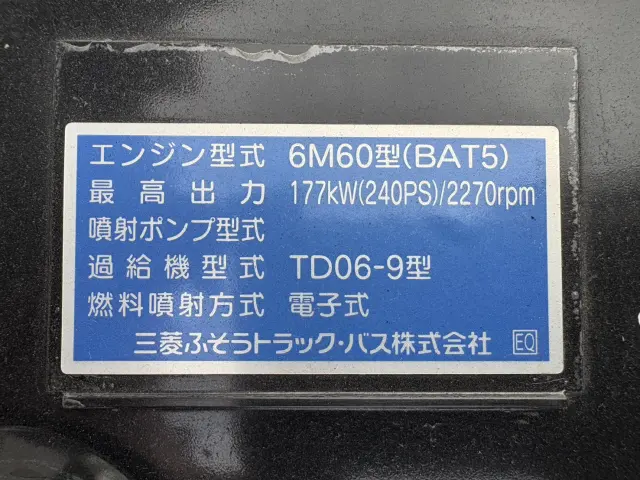 エンジン型式 6M60型(BAT5)
最高出力 177kW(240PS)/2270rpm
噴射ポンプ型式
過給機型式 TD06-9型
燃料噴射方式 電子式
三菱ふそうトラック・バス株式会社 EQ